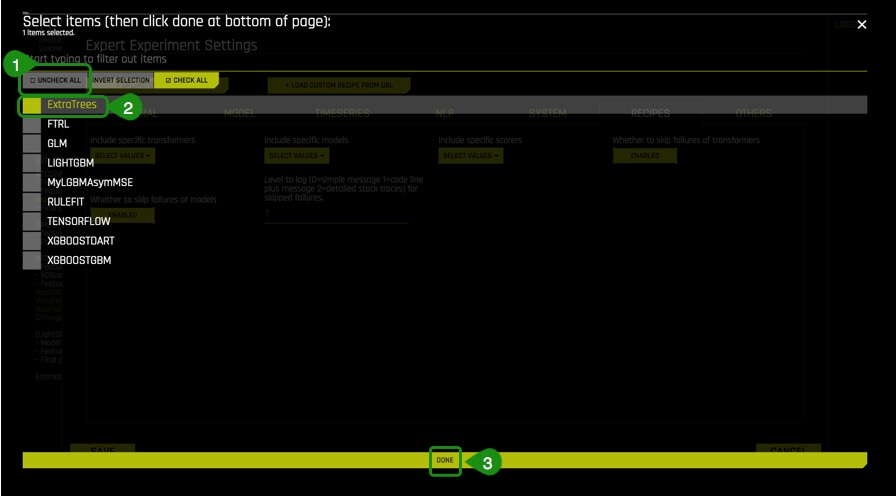 Select items (then click done at bottom of page):
1 items selected.
Expert Experiment Settings
Start typing to filter out items
1
UNCHECK ALL INVERT SELECTION CHECK ALL
+ LOAD CUSTOM RECIPE FROM URL
ExtraTrees
2
MODEL TIMESERIES NLP SYSTEM RECIPES OTHERS
FTRL
Include specific transformers Include specific models Include specific scorers Whether to skip failures of transformers
GLM
SELECT VALUES SELECT VALUES SELECT VALUES ENABLED
LIGHTGBM
MyLGBMAsymMSE
Level to log (0=simple message 1=code line
plus message 2=detailed stack traces) for
skipped failures.
Whether to skip failures of models
RULEFIT
ENABLED 1
TENSORFLOW
XGBOOSTDART
XGBOOSTGBM
SAVE CANCEL
DONE
3